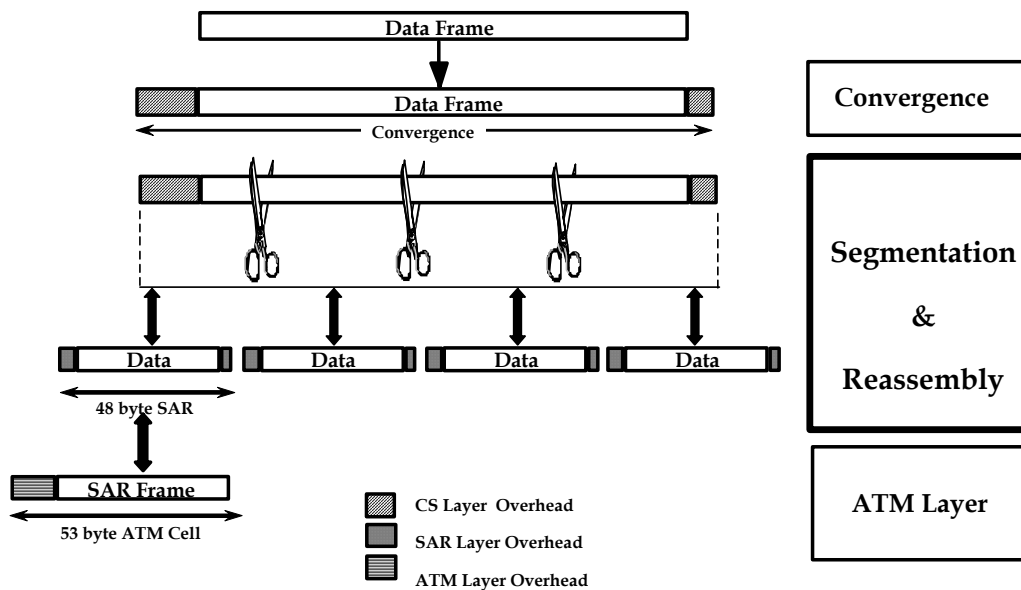 Data Frame
Data Frame
Convergence
Convergence
Segmentation
&
Reassembly
Data
Data
Data
Data
48 byte SAR
SAR Frame
53 byte ATM Cell
ATM Layer
CS Layer Overhead
SAR Layer Overhead
ATM Layer Overhead